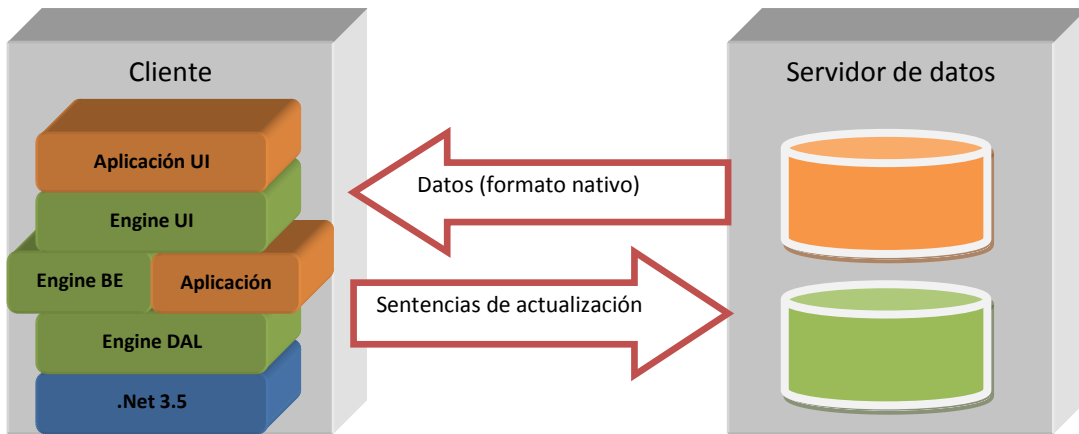 Cliente
Servidor de datos
Aplicación UI
Engine UI
Engine BE
Aplicación
Engine DAL
.Net 3.5
Datos (formato nativo)
Sentencias de actualización